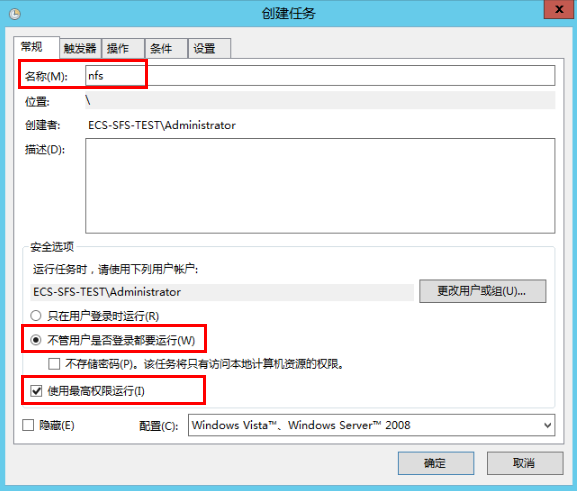 创建任务
x
常规 触发器 操作 条件 设置
名称(M): nfs
位置: \
创建者: ECS-SFS-TEST\Administrator
描述(D):
安全选项
运行任务时，请使用下列用户帐户:
ECS-SFS-TEST\Administrator 更改用户或组(U)...
只在用户登录时运行(R)
不管用户是否登录都要运行(W)
不存储密码(P)。该任务将只有访问本地计算机资源的权限。
使用最高权限运行(I)
隐藏(E) 配置(C): Windows Vista™、Windows Server™ 2008
确定 取消